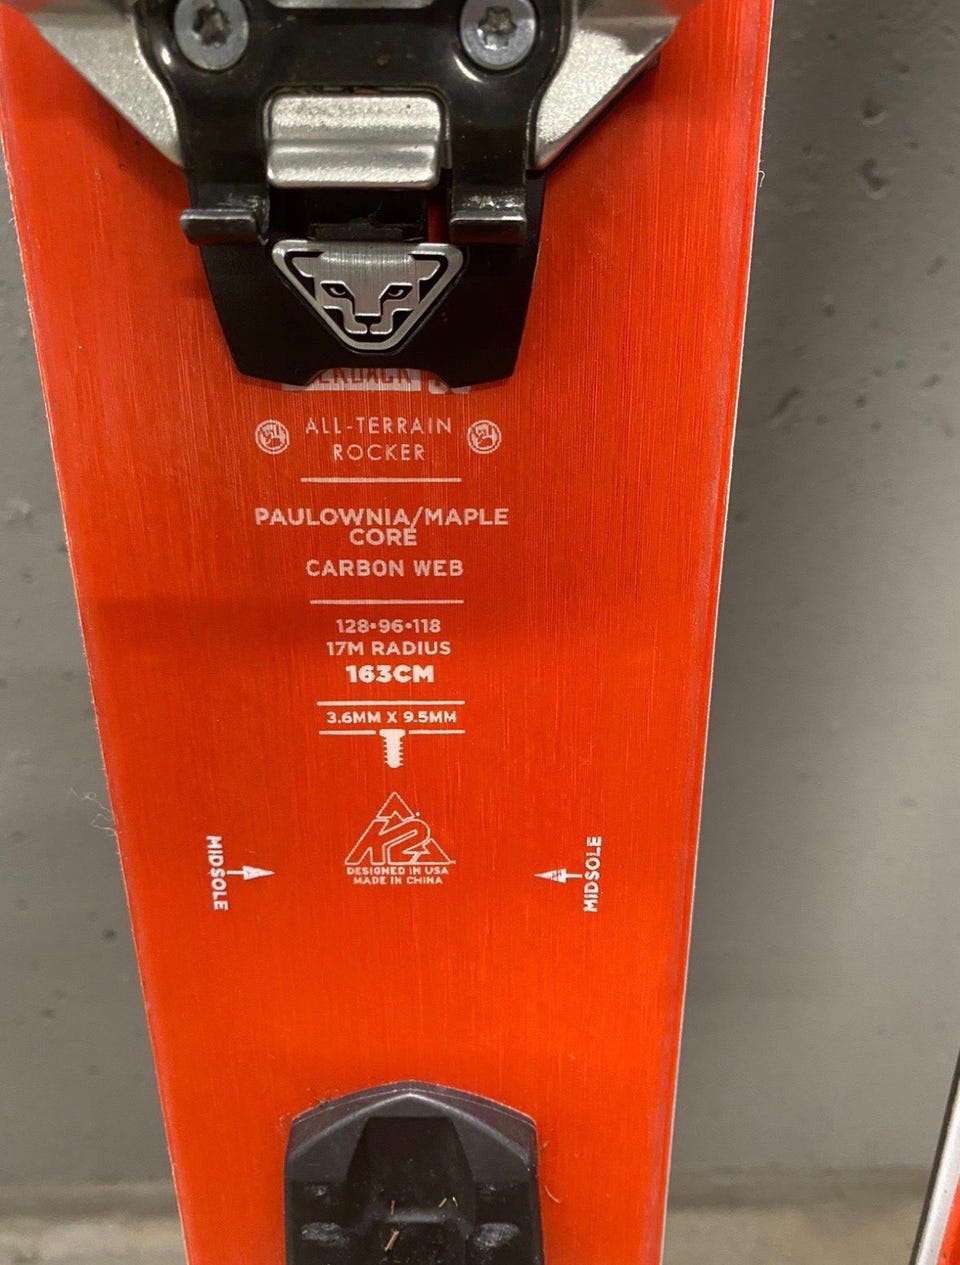 ALL-TERRAIN
ROCKER
PAULOWNIA/MAPLE
CORE
CARBON WEB
128•96•118
17M RADIUS
163CM
3.6MM X 9.5MM
K2
DESIGNED IN USA
MADE IN CHINA
MIDSOLE
MIDSOLE